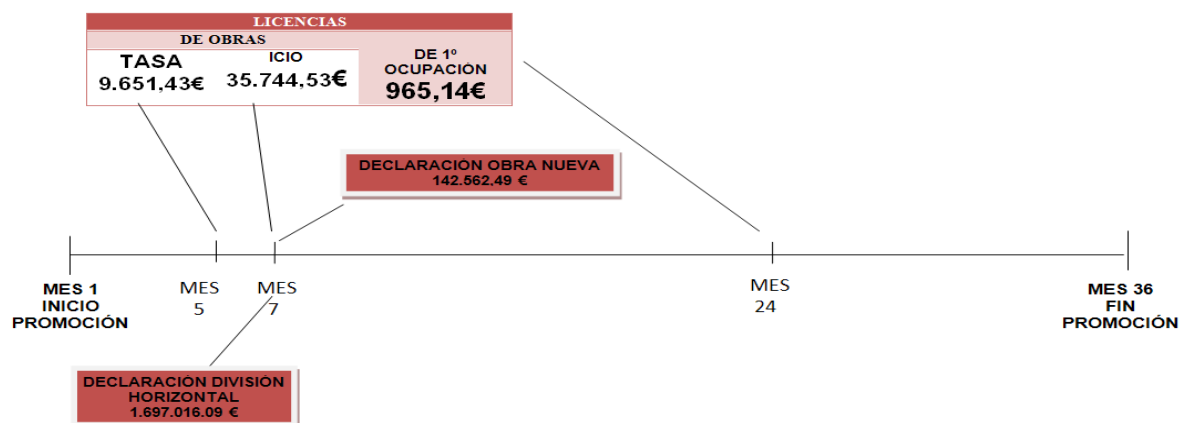 LICENCIAS
DE OBRAS
TASA
9.651,43€
ICIO
35.744,53€
DE 1º
OCUPACIÓN
965,14€
DECLARACIÓN OBRA NUEVA
142.562,49 €
MES 1
INICIO
PROMOCIÓN
MES
5
MES
7
MES
24
MES 36
FIN
PROMOCIÓN
DECLARACIÓN DIVISIÓN
HORIZONTAL
1.697.016.09 €